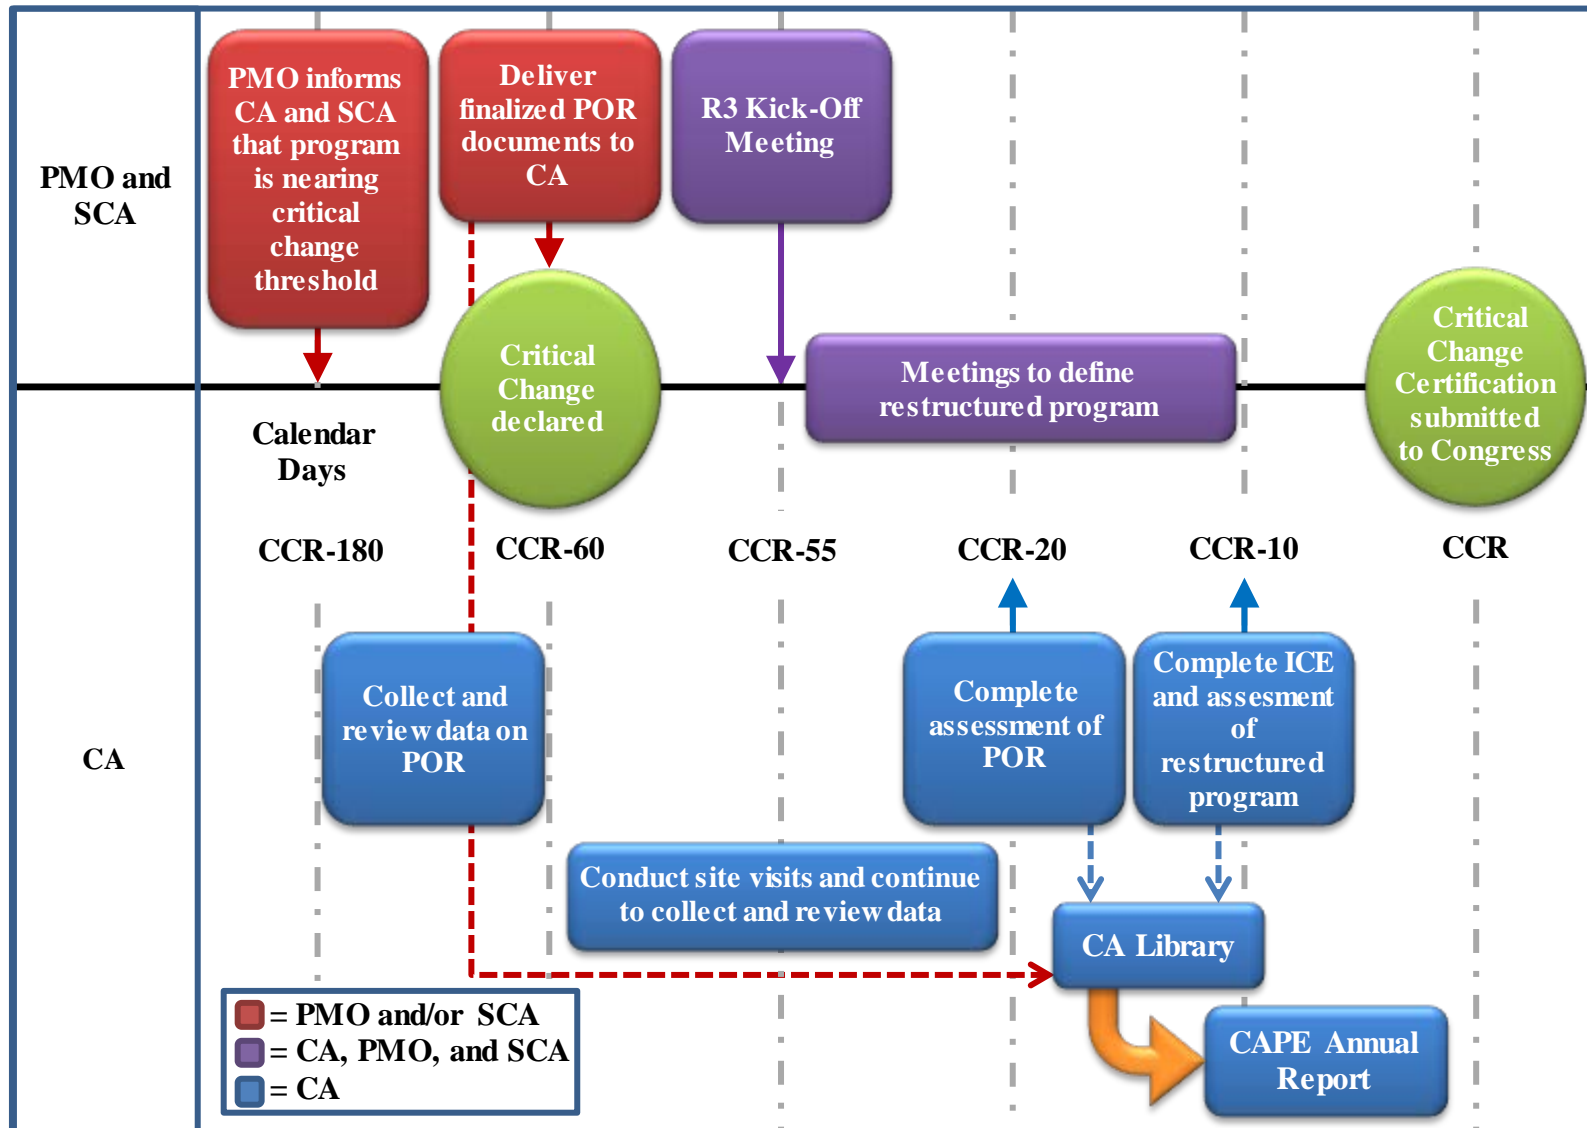 PMO and
SCA
PMO informs
CA and SCA
that program
is nearing
critical
change
threshold
Deliver
finalized POR
documents to
CA
R3 Kick-Off
Meeting
Critical
Change
declared
Meetings to define
restructured program
Critical
Change
Certification
submitted
to Congress
Calendar
Days
CCR-180
CCR-60
CCR-55
CCR-20
CCR-10
CCR
CA
Collect and
review data on
POR
Complete
assessment of
POR
Complete ICE
and assesment
of
restructured
program
Conduct site visits and continue
to collect and review data
CA Library
CAPE Annual
Report
= PMO and/or SCA
= CA, PMO, and SCA
= CA